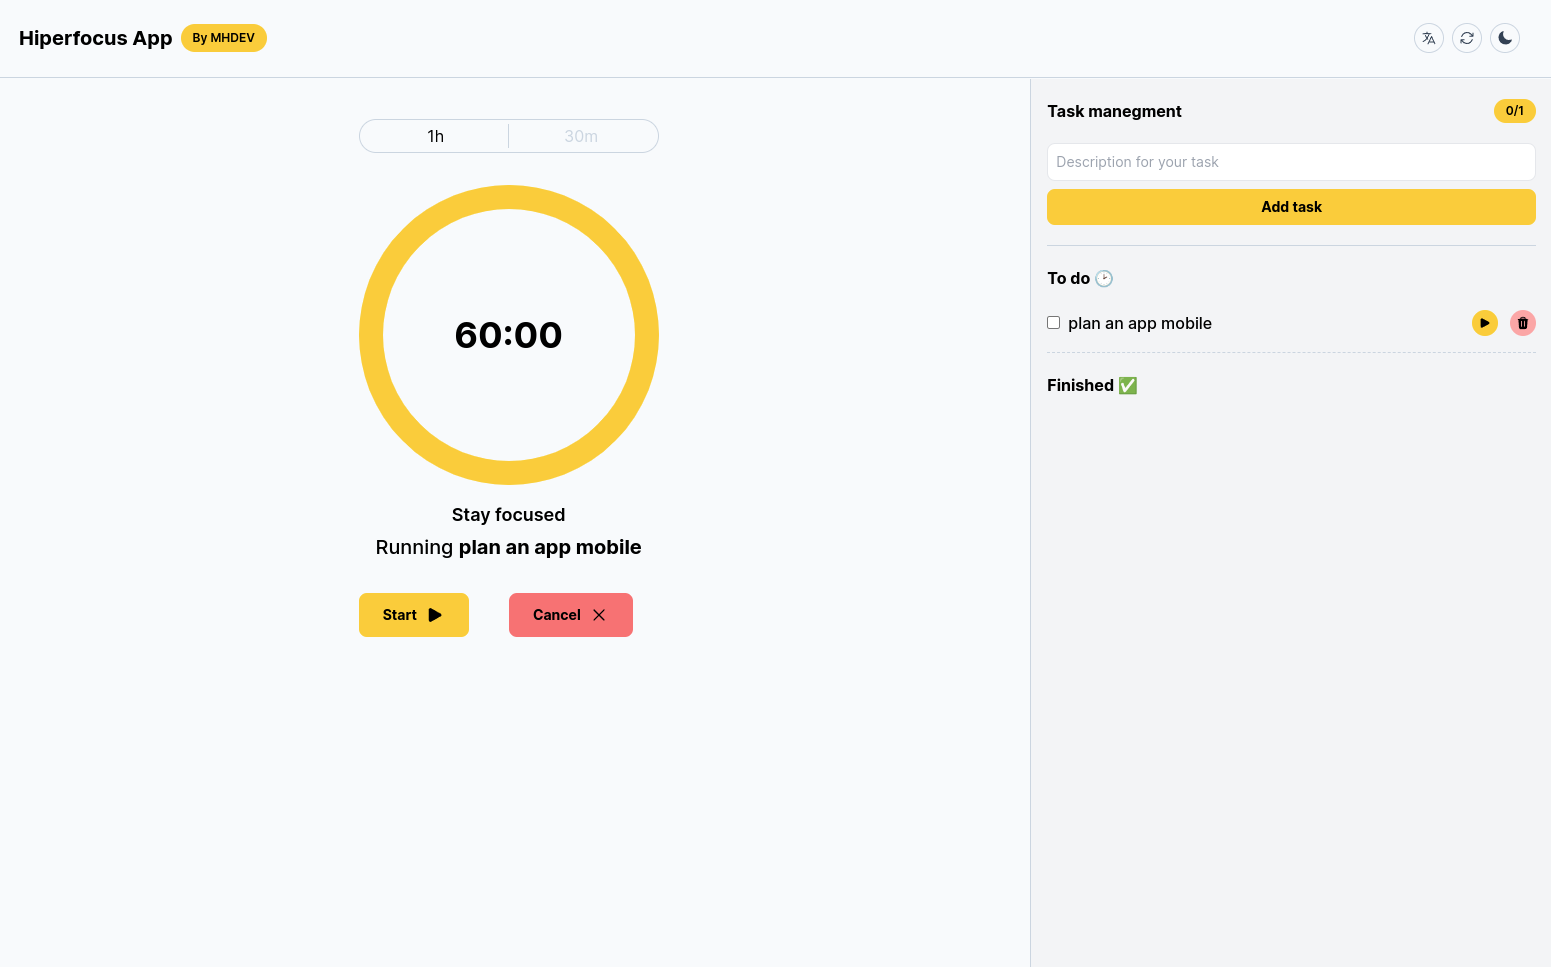 Hiperfocus App By MHDEV
1h 30m
60:00
Stay focused
Running plan an app mobile
Start Cancel
Task manegment 0/1
Description for your task
Add task
To do 🕑
plan an app mobile
Finished ✅